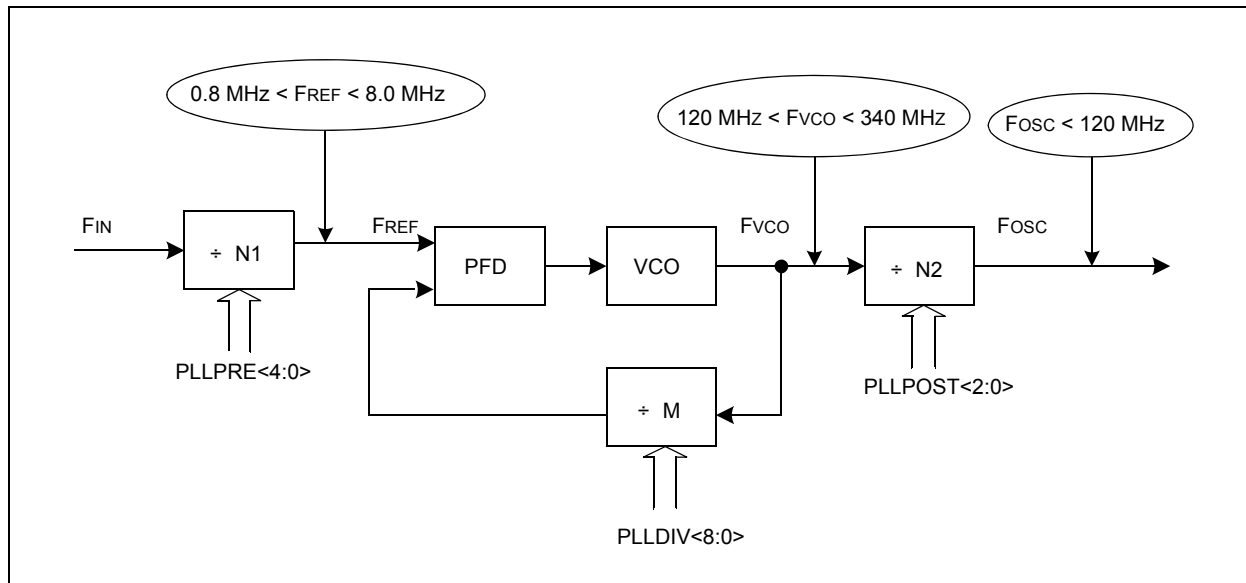 0.8 MHz < FREF < 8.0 MHz
120 MHZ < FVCO < 340 MHZ
FOSC < 120 MHz
FIN
÷ N1
FREF
PFD
VCO
FVCO
÷ N2
FOSC
PLLPRE<4:0>
÷ M
PLLPOST<2:0>
PLLDIV<8:0>